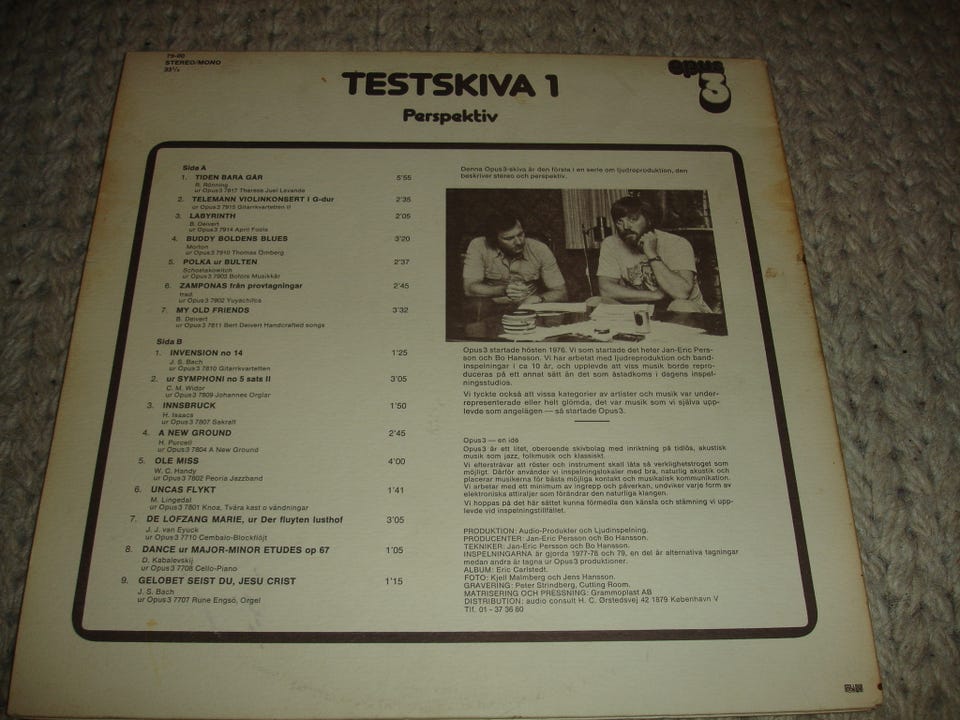 79-00
STEREO/MONO
33⅓
TESTSKIVA 1
Perspektiv
opus 3
Sida A
1. TIDEN BARA GÅR 5'55
R. Rönning
ur Opus 3 7817 Therese Juel Levande
2. TELEMANN VIOLINKONSERT i G-dur 2'35
ur Opus 3 7915 Gitarrkvartetten II
3. LABYRINTH 2'05
B. Deivert
ur Opus 3 7914 April Fools
4. BUDDY BOLDENS BLUES 3'20
Morton
ur Opus 3 7910 Thomas Örnberg
5. POLKA ur BULTEN 2'37
Schostakowitch
ur Opus 3 7903 Bofors Musikkår
6. ZAMPONAS från provtagningar 2'45
trad.
ur Opus 3 7902 Yuyachifca
7. MY OLD FRIENDS 3'32
B. Deivert
ur Opus 3 7811 Bert Deivert Handcrafted songs
Sida B
1. INVENSION no 14 1'25
J. S. Bach
ur Opus 3 7810 Gitarrkvartetten
2. ur SYMPHONI no 5 sats II 3'05
C. M. Widor
ur Opus 3 7809 Johannes Orglar
3. INNSBRUCK 1'50
H. Isaacs
ur Opus 3 7807 Sakralt
4. A NEW GROUND 2'45
H. Purcell
ur Opus 3 7804 A New Ground
5. OLE MISS 4'00
W. C. Handy
ur Opus 3 7802 Peoria Jazzband
6. UNCAS FLYKT 1'41
M. Lingedal
ur Opus 3 7801 Knoa, Tvära kast o vändningar
7. DE LOFZANG MARIE, ur Der fluyten lusthof 3'05
J. J. van Eyuck
ur Opus 3 7710 Cembalo-Blockflöjt
8. DANCE ur MAJOR-MINOR ETUDES op 67 1'05
D. Kabalevskij
ur Opus 3 7708 Cello-Piano
9. GELOBET SEIST DU, JESU CRIST 1'15
J. S. Bach
ur Opus 3 7707 Rune Engsö, Orgel
Denna Opus 3-skiva är den första i en serie om ljudreproduktion, den
beskriver stereo och perspektiv.
Opus 3 startade hösten 1976. Vi som startade det heter Jan-Eric Pers-
son och Bo Hansson. Vi har arbetat med ljudreproduktion och band-
inspelningar i ca 10 år, och upplevde att viss musik borde repro-
duceras på ett annat sätt än det som åstadkoms i dagens inspel-
ningsstudios.
Vi tyckte också att vissa kategorier av artister och musik var under-
representerade eller helt glömda, det var musik som vi själva upp-
levde som angelägen — så startade Opus 3.
Opus 3 — en idé
Opus 3 är ett litet, oberoende skivbolag med inriktning på tidlös, akustisk
musik som jazz, folkmusik och klassiskt.
Vi eftersträvar att röster och instrument skall låta så verklighetstroget som
möjligt. Därför använder vi inspelningslokaler med bra, naturlig akustik och
placerar musikerna för bästa möjliga kontakt och musikalisk kommunikation.
Vi arbetar med ett minimum av ingrepp och påverkan, undviker varje form av
elektroniska attiraljer som förändrar den naturliga klangen.
Vi hoppas på det här sättet kunna förmedla den känsla och stämning vi upp-
levde vid inspelningstillfället.
PRODUKTION: Audio-Produkter och Ljudinspelning.
PRODUCENTER: Jan-Eric Persson och Bo Hansson.
TEKNIKER: Jan-Eric Persson och Bo Hansson.
INSPELNINGARNA är gjorda 1977-78 och 79, en del är alternativa tagningar
medan andra är tagna ur Opus 3 produktioner.
ALBUM: Eric Carlstedt.
FOTO: Kjell Malmberg och Jens Hansson.
GRAVERING: Peter Strindberg, Cutting Room.
MATRISERING OCH PRESSNING: Grammoplast AB
DISTRIBUTION: audio consult H. C. Ørstedsvej 42 1879 København V
Tlf. 01 - 37 36 80